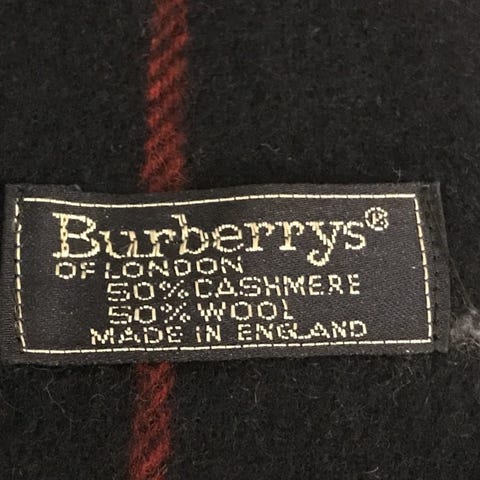 Burberrys®
OF LONDON
50% CASHMERE
50% WOOL
MADE IN ENGLAND